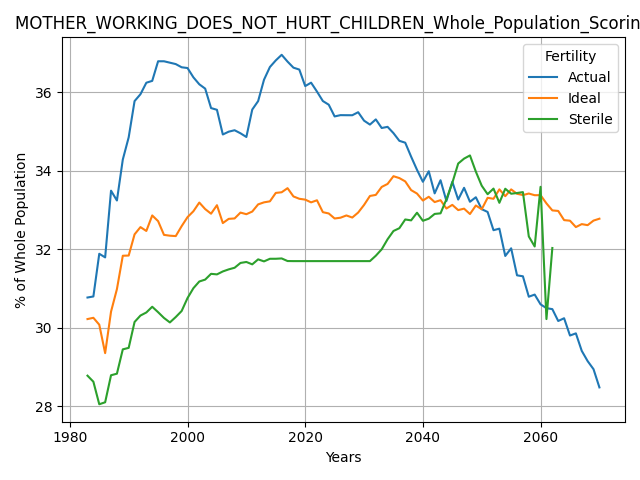 MOTHER_WORKING_DOES_NOT_HURT_CHILDREN_Whole_Population_Scorin
Fertility
Actual
Ideal
Sterile
% of Whole Population
36
34
32
30
28
1980
2000
2020
2040
2060
Years